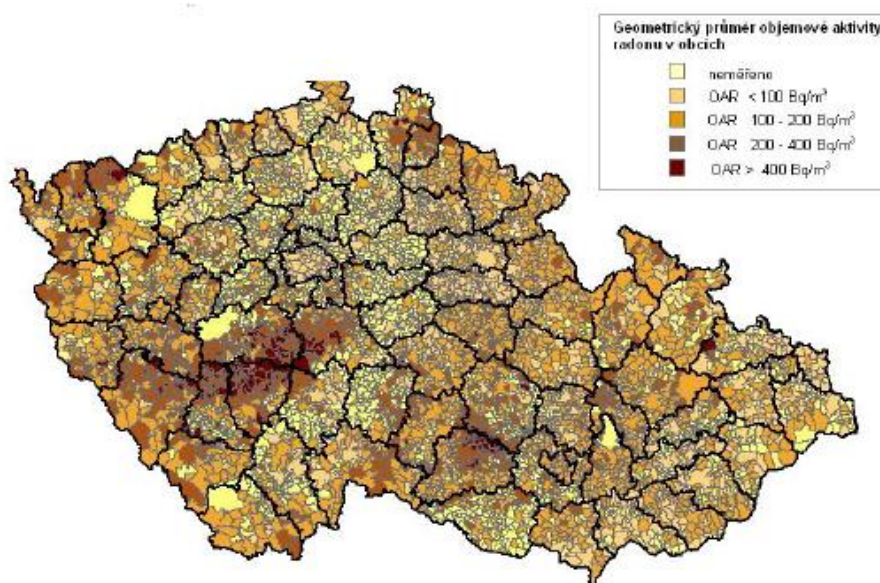 Geometrický průměr objemové aktivity
radonu v obcích
neměřeno
OAR < 100 Bq/m³
OAR 100 - 200 Bq/m³
OAR 200 - 400 Bq/m³
OAR > 400 Bq/m³